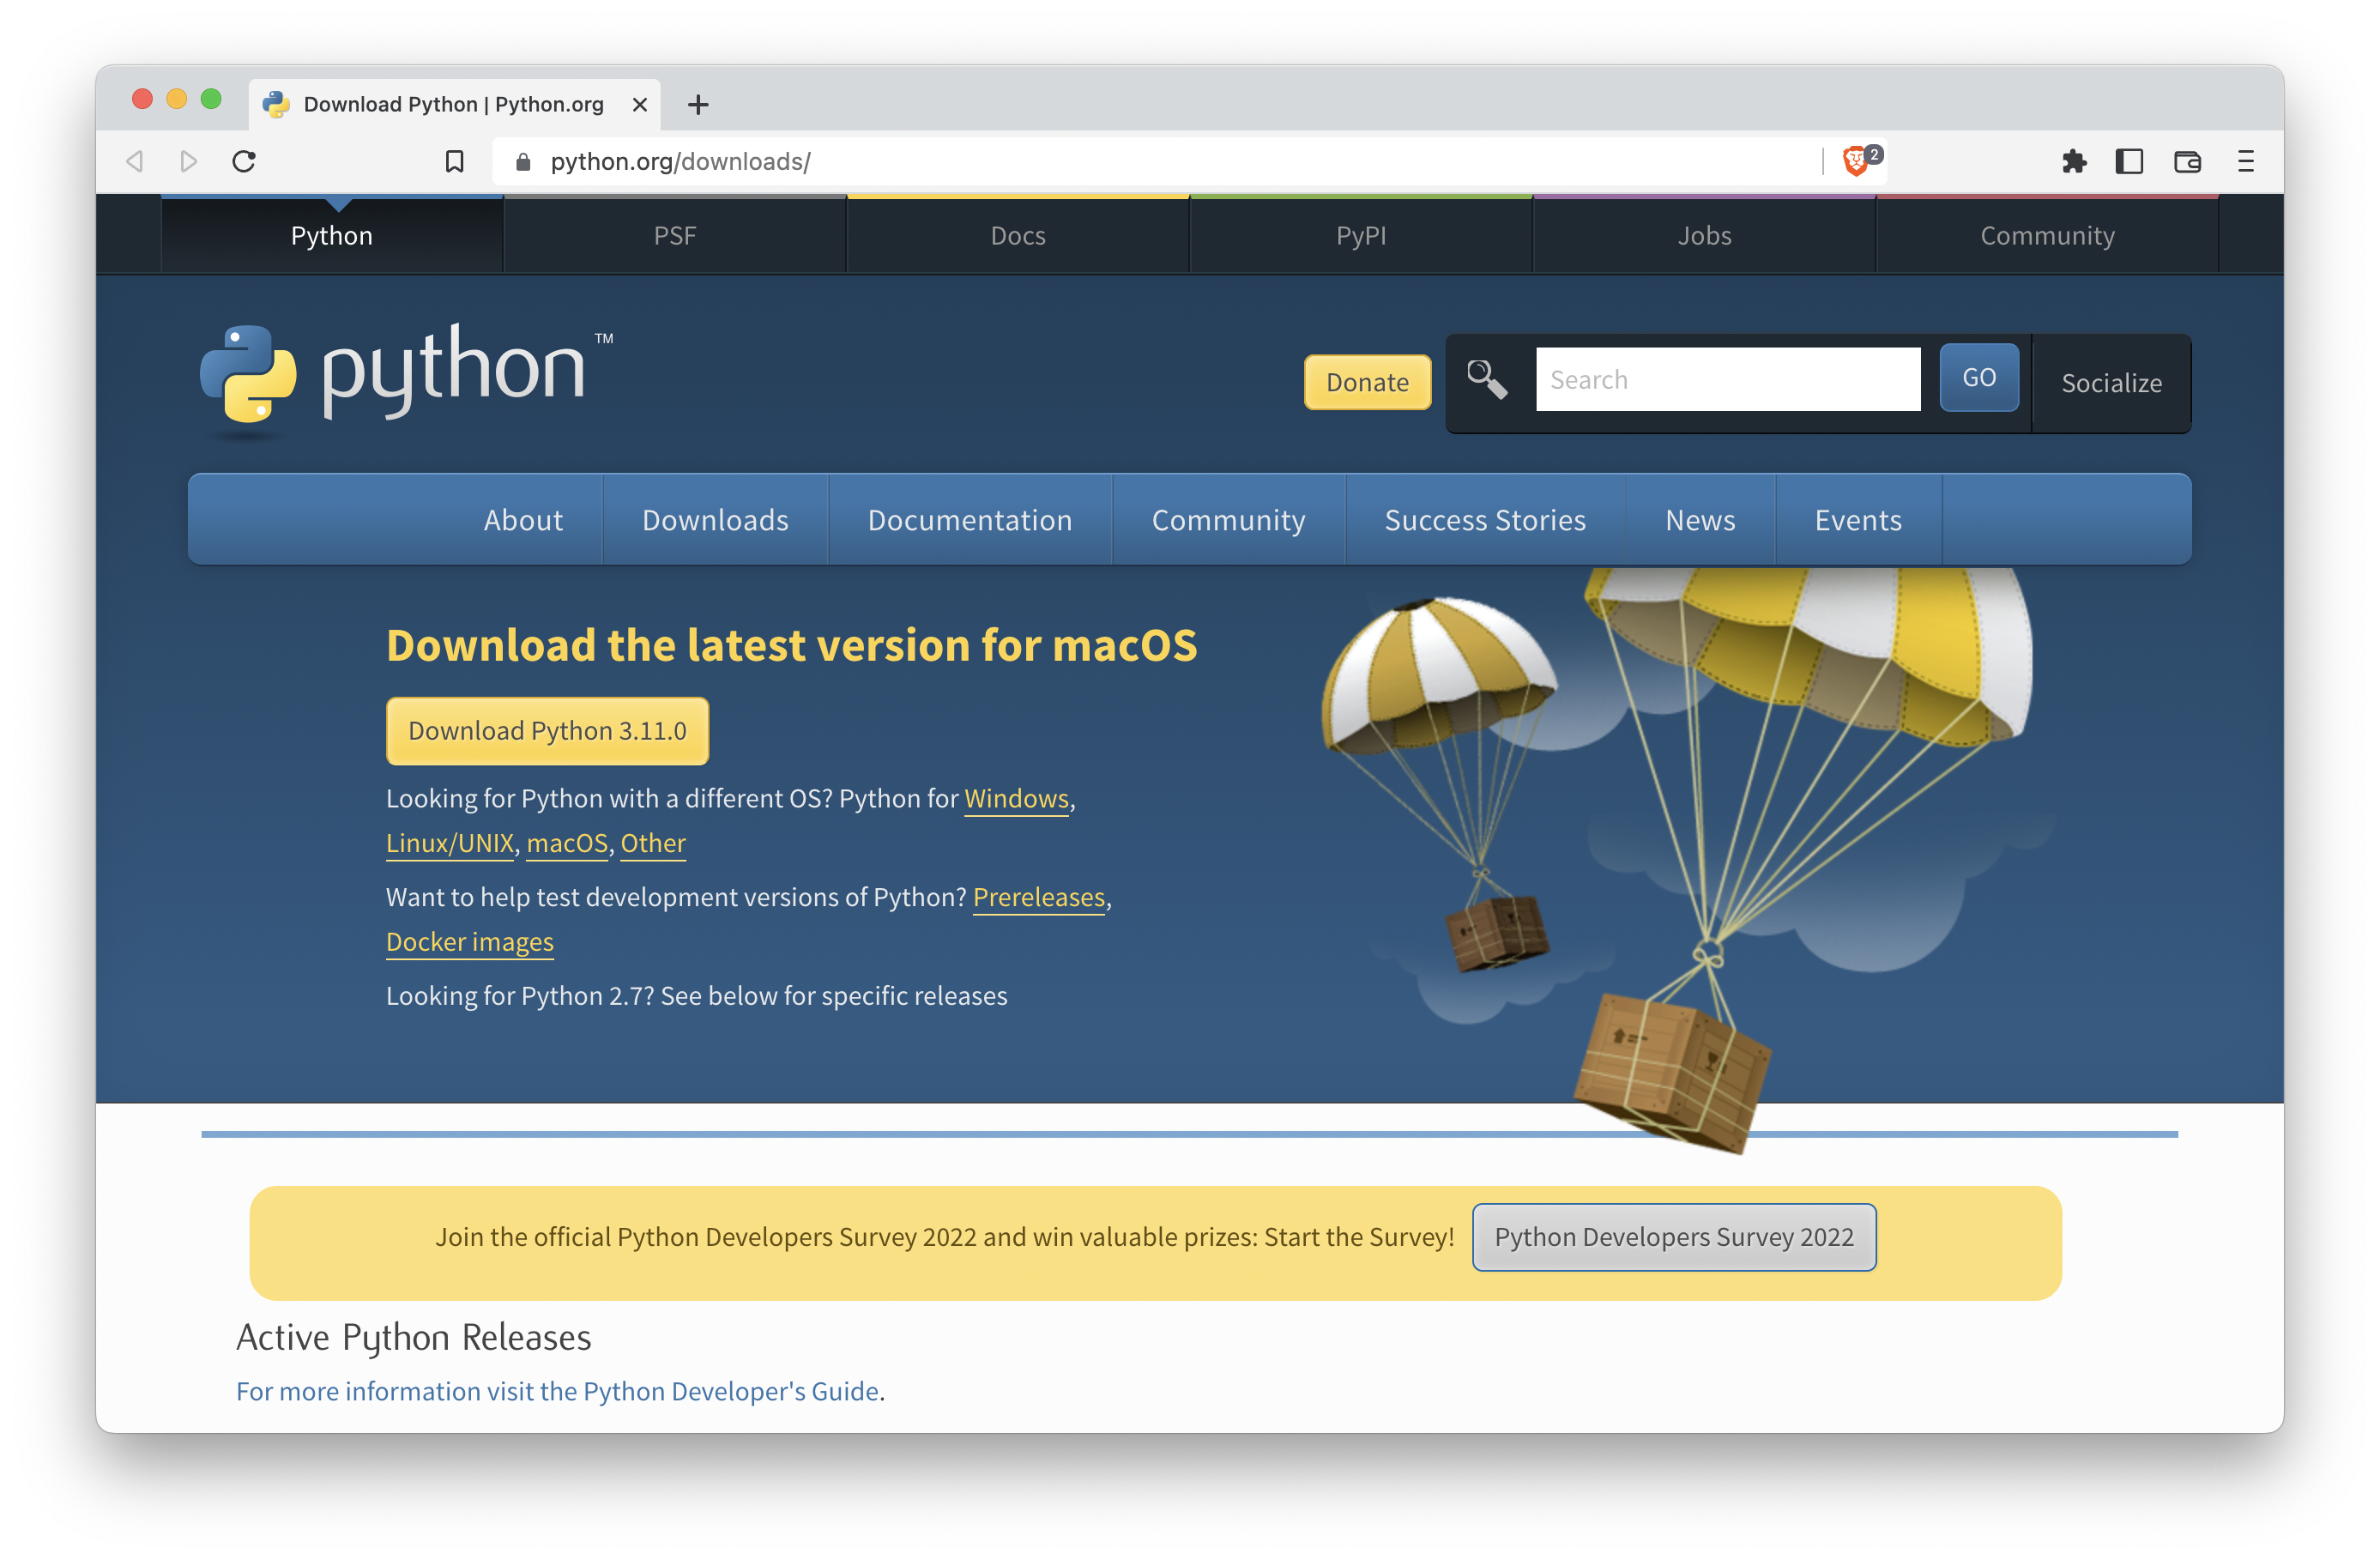 Download Python | Python.org
python.org/downloads/
2
Python
PSF
Docs
PyPI
Jobs
Community
python™
Donate
Search
GO
Socialize
About
Downloads
Documentation
Community
Success Stories
News
Events
Download the latest version for macOS
Download Python 3.11.0
Looking for Python with a different OS? Python for Windows,
Linux/UNIX, macOS, Other
Want to help test development versions of Python? Prereleases,
Docker images
Looking for Python 2.7? See below for specific releases
Join the official Python Developers Survey 2022 and win valuable prizes: Start the Survey!
Python Developers Survey 2022
Active Python Releases
For more information visit the Python Developer's Guide.